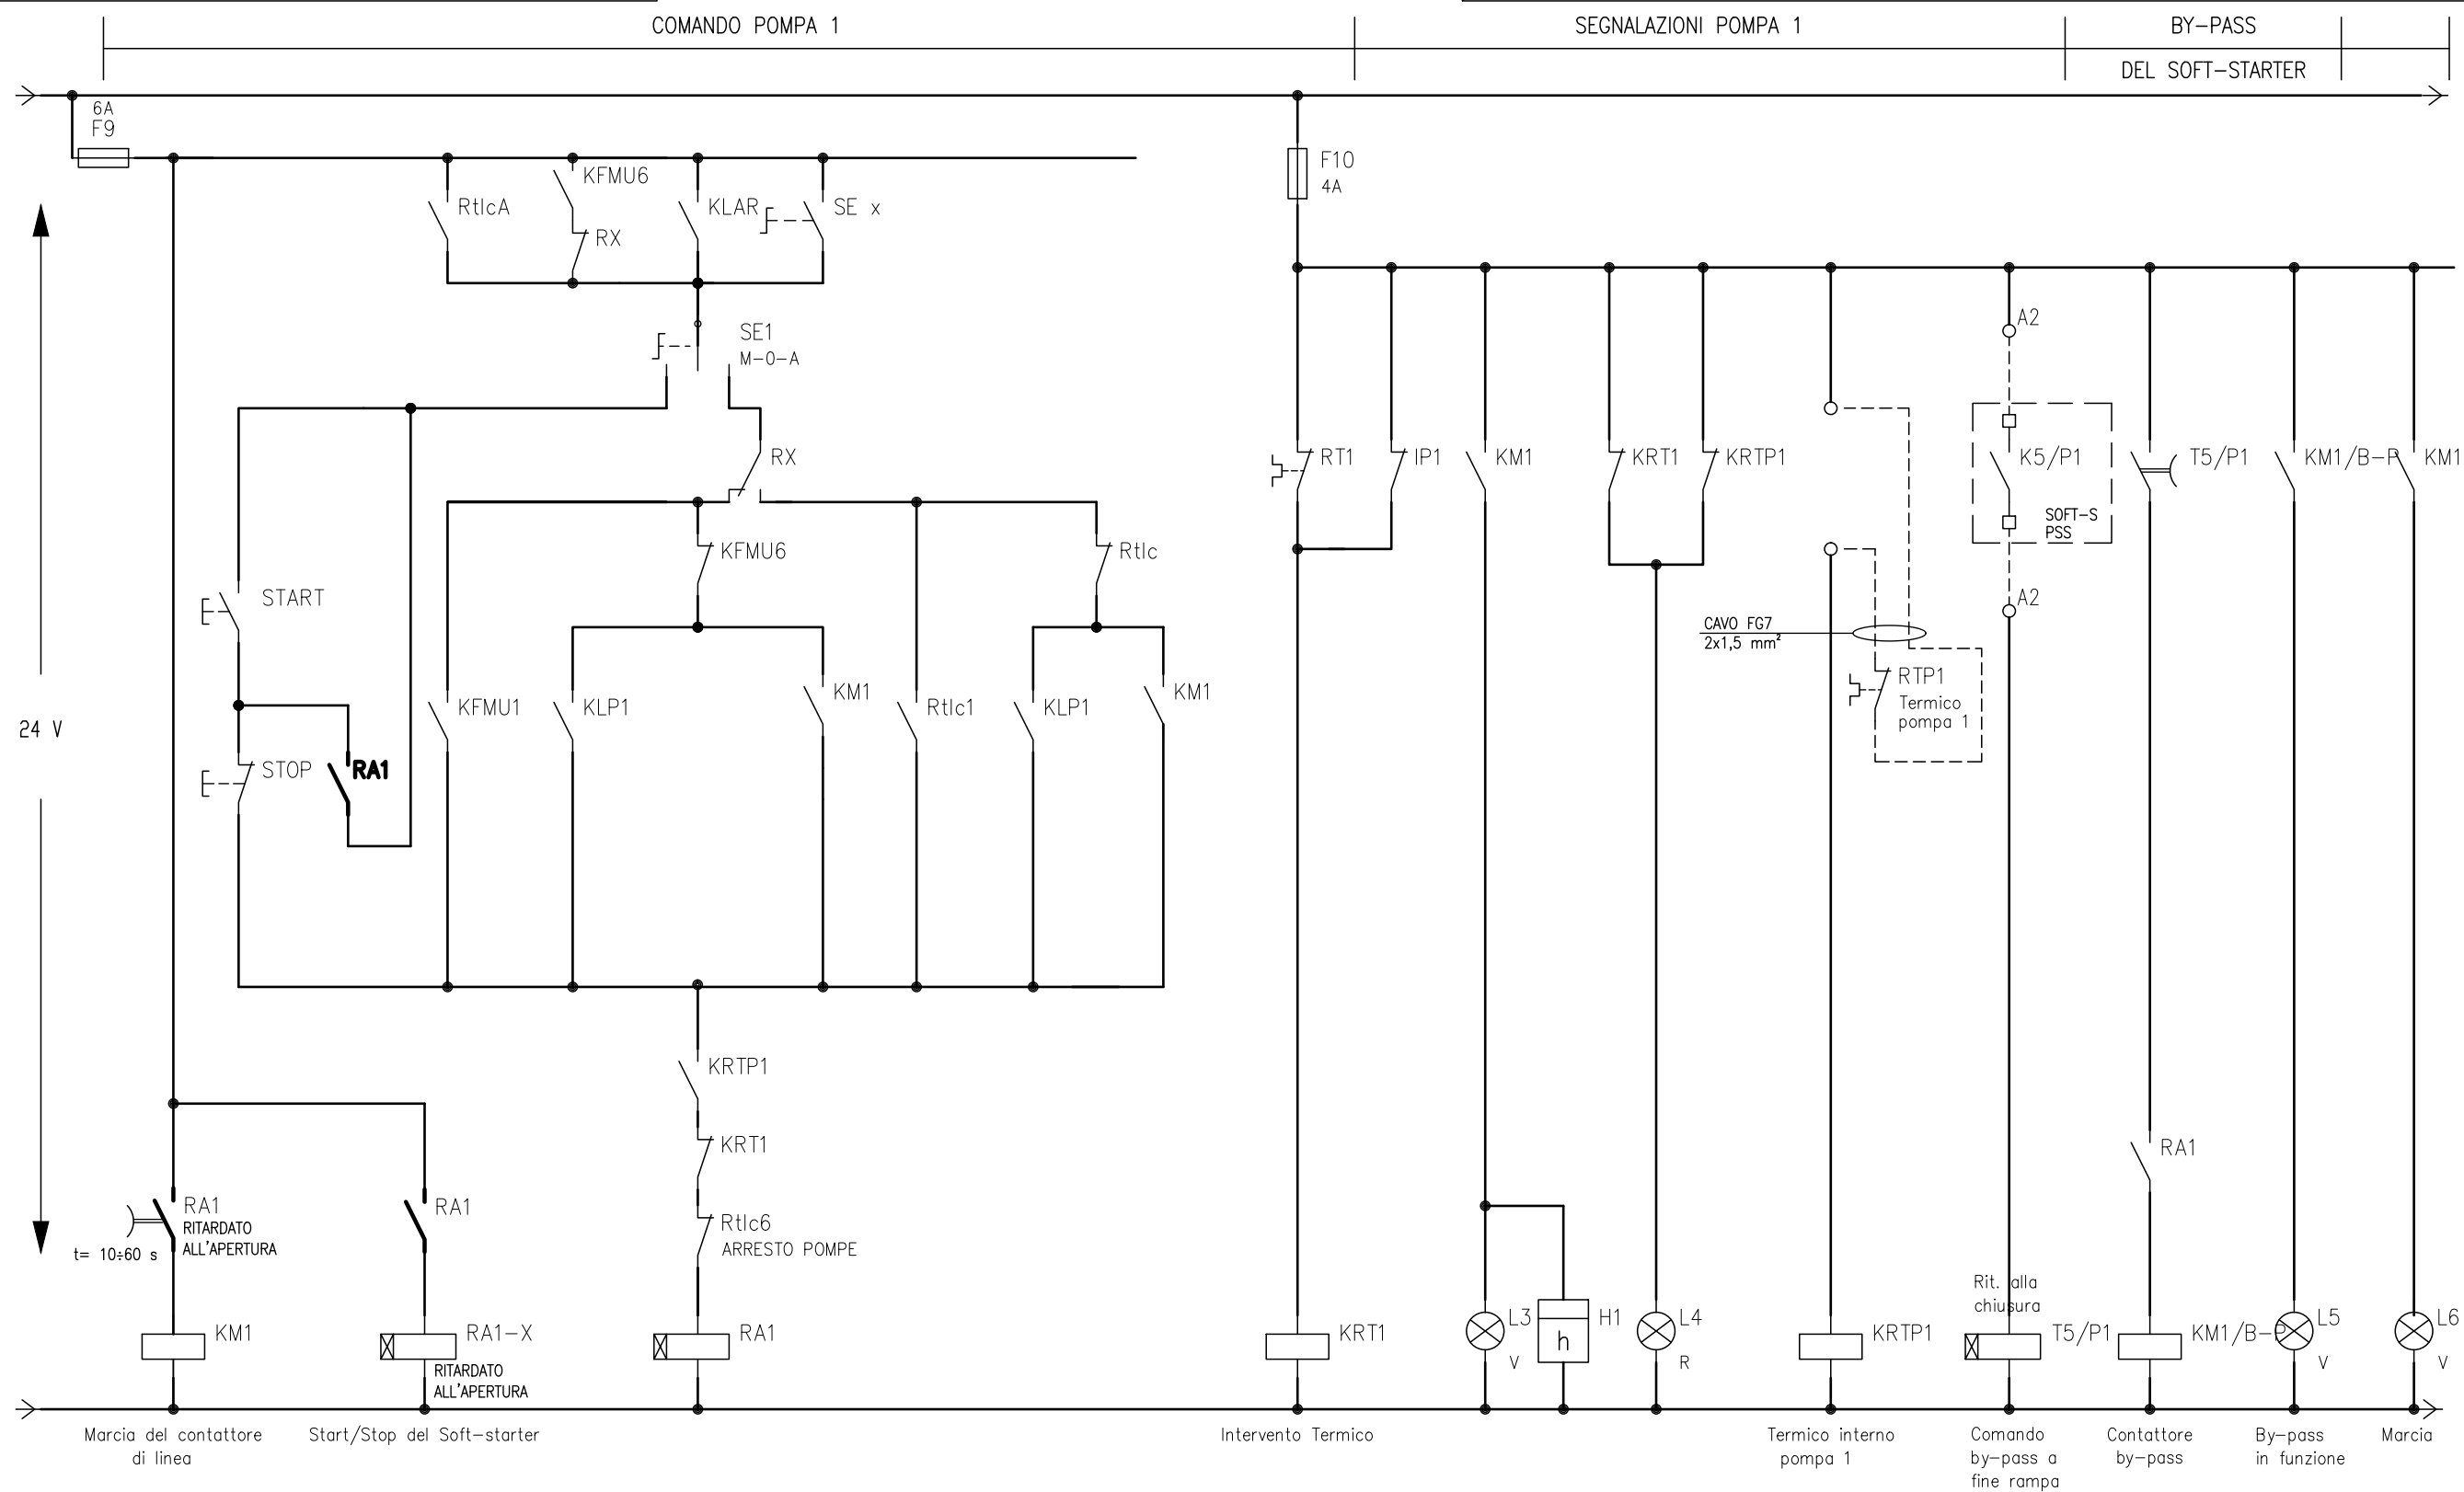 COMANDO POMPA 1
SEGNALAZIONI POMPA 1
BY-PASS
DEL SOFT-STARTER
6A
F9
KFMU6
RtIcA
RX
KLAR
SE x
F10
4A
SE1
M-0-A
A2
RX
RT1
IP1
KM1
KRT1
KRTP1
K5/P1
T5/P1
KM1/B-P
KM1
SOFT-S
PSS
KFMU6
RtIc
START
A2
CAVO FG7
2x1,5 mm²
RTP1
Termico
pompa 1
KFMU1
KLP1
KM1
RtIc1
KLP1
KM1
24 V
STOP
RA1
KRTP1
KRT1
RA1
RA1
RITARDATO
ALL'APERTURA
t= 10÷60 s
RA1
RtIc6
ARRESTO POMPE
Rit. alla
chiusura
KM1
RA1-X
RITARDATO
ALL'APERTURA
RA1
KRT1
L3
V
H1
h
L4
R
KRTP1
T5/P1
KM1/B-P
L5
V
L6
V
Marcia del contattore
di linea
Start/Stop del Soft-starter
Intervento Termico
Termico interno
pompa 1
Comando
by-pass a
fine rampa
Contattore
by-pass
By-pass
in funzione
Marcia